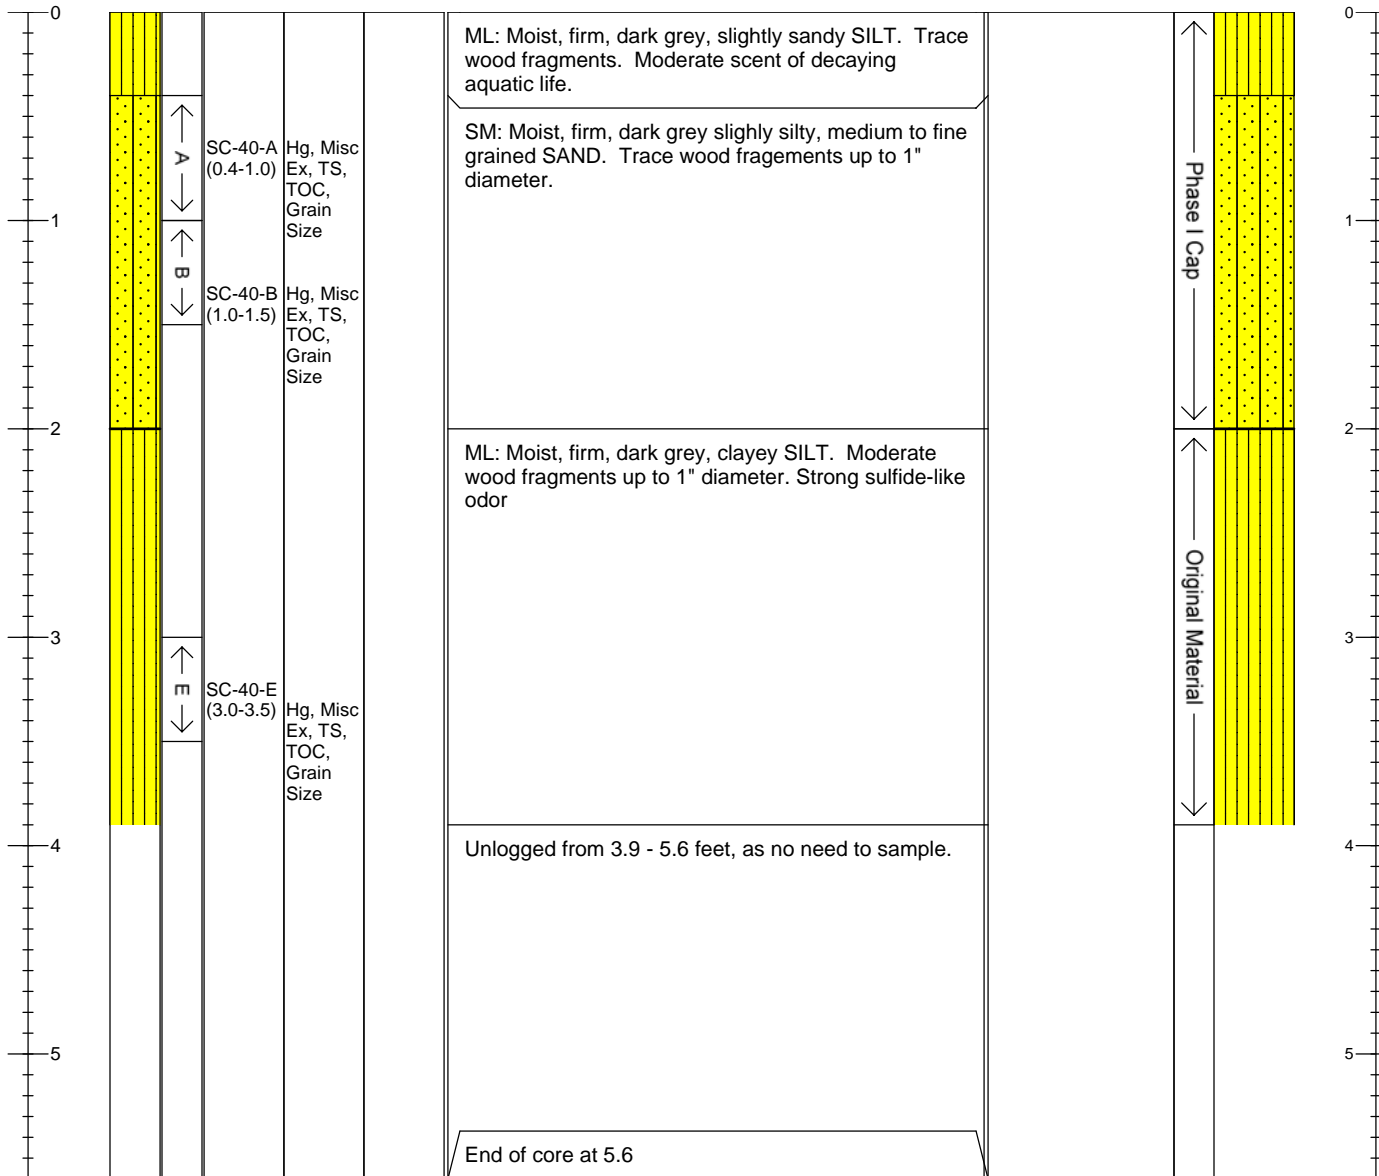 0
ML: Moist, firm, dark grey, slightly sandy SILT. Trace
wood fragments. Moderate scent of decaying
aquatic life.
SM: Moist, firm, dark grey slighly silty, medium to fine
grained SAND. Trace wood fragements up to 1"
diameter.
A
SC-40-A
(0.4-1.0)
Hg, Misc
Ex, TS,
TOC,
Grain
Size
1
B
SC-40-B
(1.0-1.5)
Hg, Misc
Ex, TS,
TOC,
Grain
Size
Phase I Cap
2
ML: Moist, firm, dark grey, clayey SILT. Moderate
wood fragments up to 1" diameter. Strong sulfide-like
odor
3
E
SC-40-E
(3.0-3.5)
Hg, Misc
Ex, TS,
TOC,
Grain
Size
Original Material
4
Unlogged from 3.9 - 5.6 feet, as no need to sample.
5
End of core at 5.6
0
1
2
3
4
5